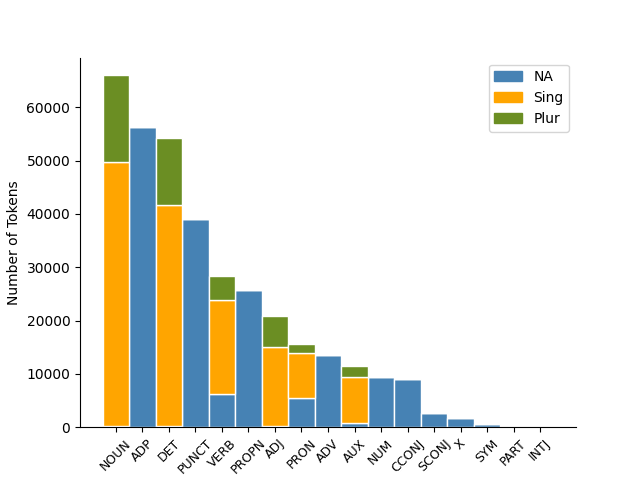 NA
Sing
Plur
Number of Tokens
60000
50000
40000
30000
20000
10000
0
NOUN
ADP
DET
PUNCT
VERB
PROPN
ADJ
PRON
ADV
AUX
NUM
CCONJ
SCONJ
X
SYM
PART
INTJ